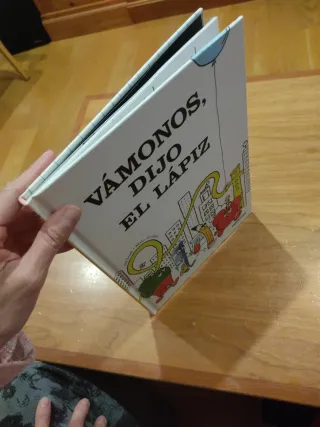 VÁMONOS,
DIJO
EL LÁPIZ